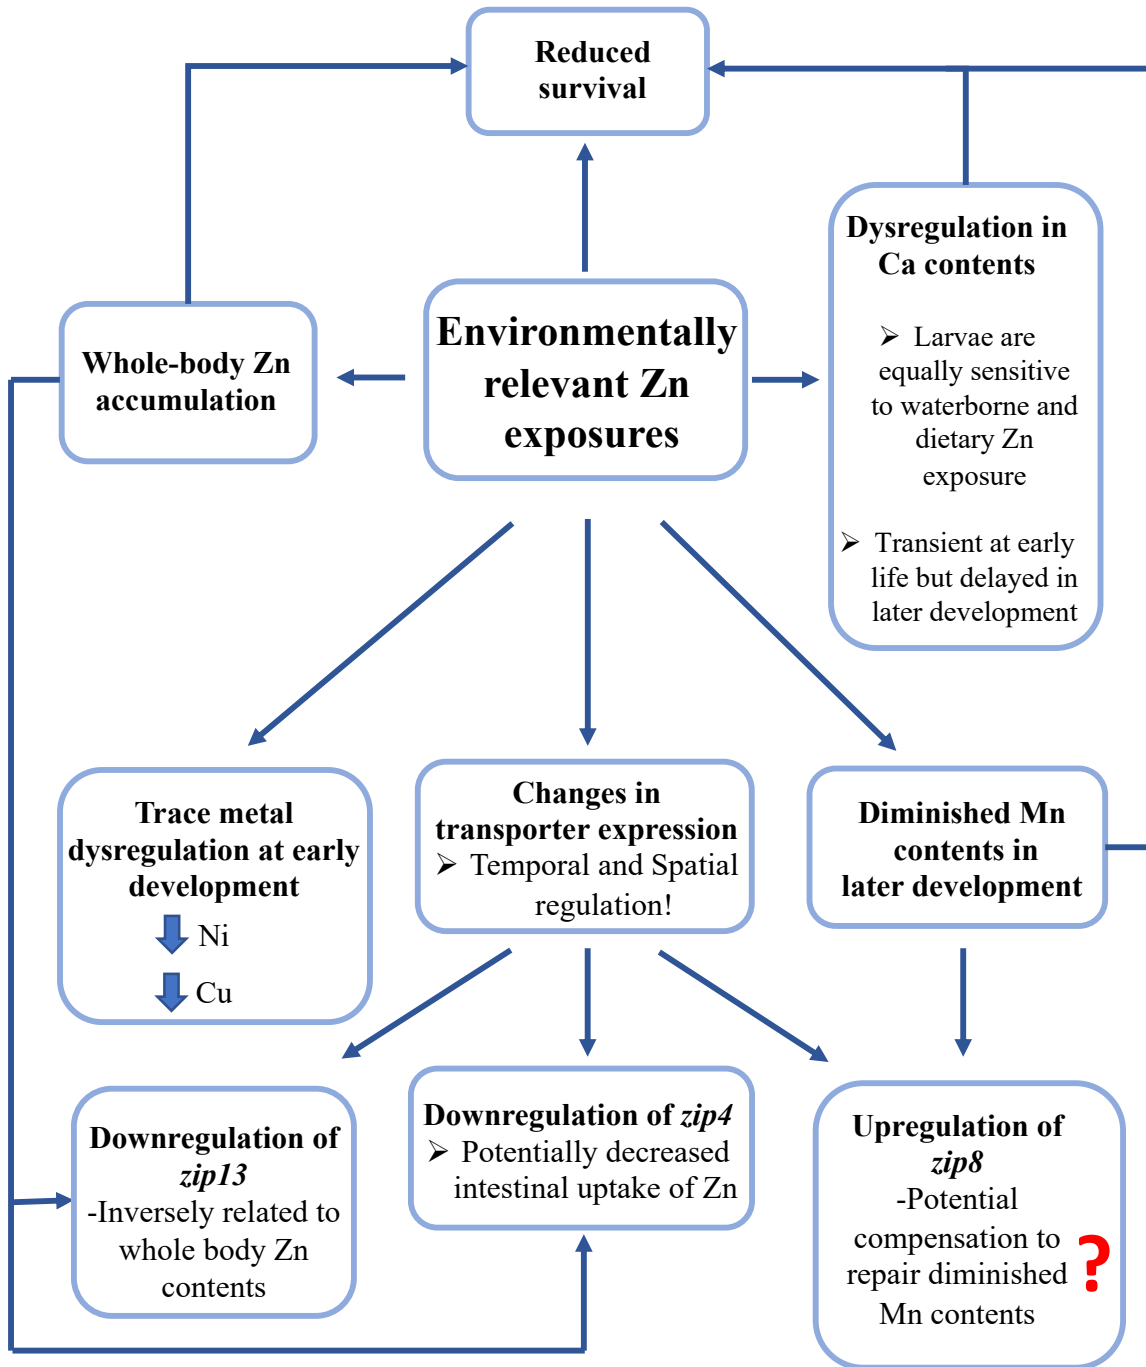 Reduced
survival
Dysregulation in
Ca contents
➢ Larvae are
equally sensitive
to waterborne and
dietary Zn
exposure
➢ Transient at early
life but delayed in
later development
Environmentally
relevant Zn
exposures
Whole-body Zn
accumulation
Trace metal
dysregulation at early
development
Ni
Cu
Changes in
transporter expression
➢ Temporal and Spatial
regulation!
Diminished Mn
contents in
later development
Downregulation of
zip13
-Inversely related to
whole body Zn
contents
Downregulation of zip4
➢ Potentially decreased
intestinal uptake of Zn
Upregulation of
zip8
-Potential
compensation to
repair diminished
Mn contents
?